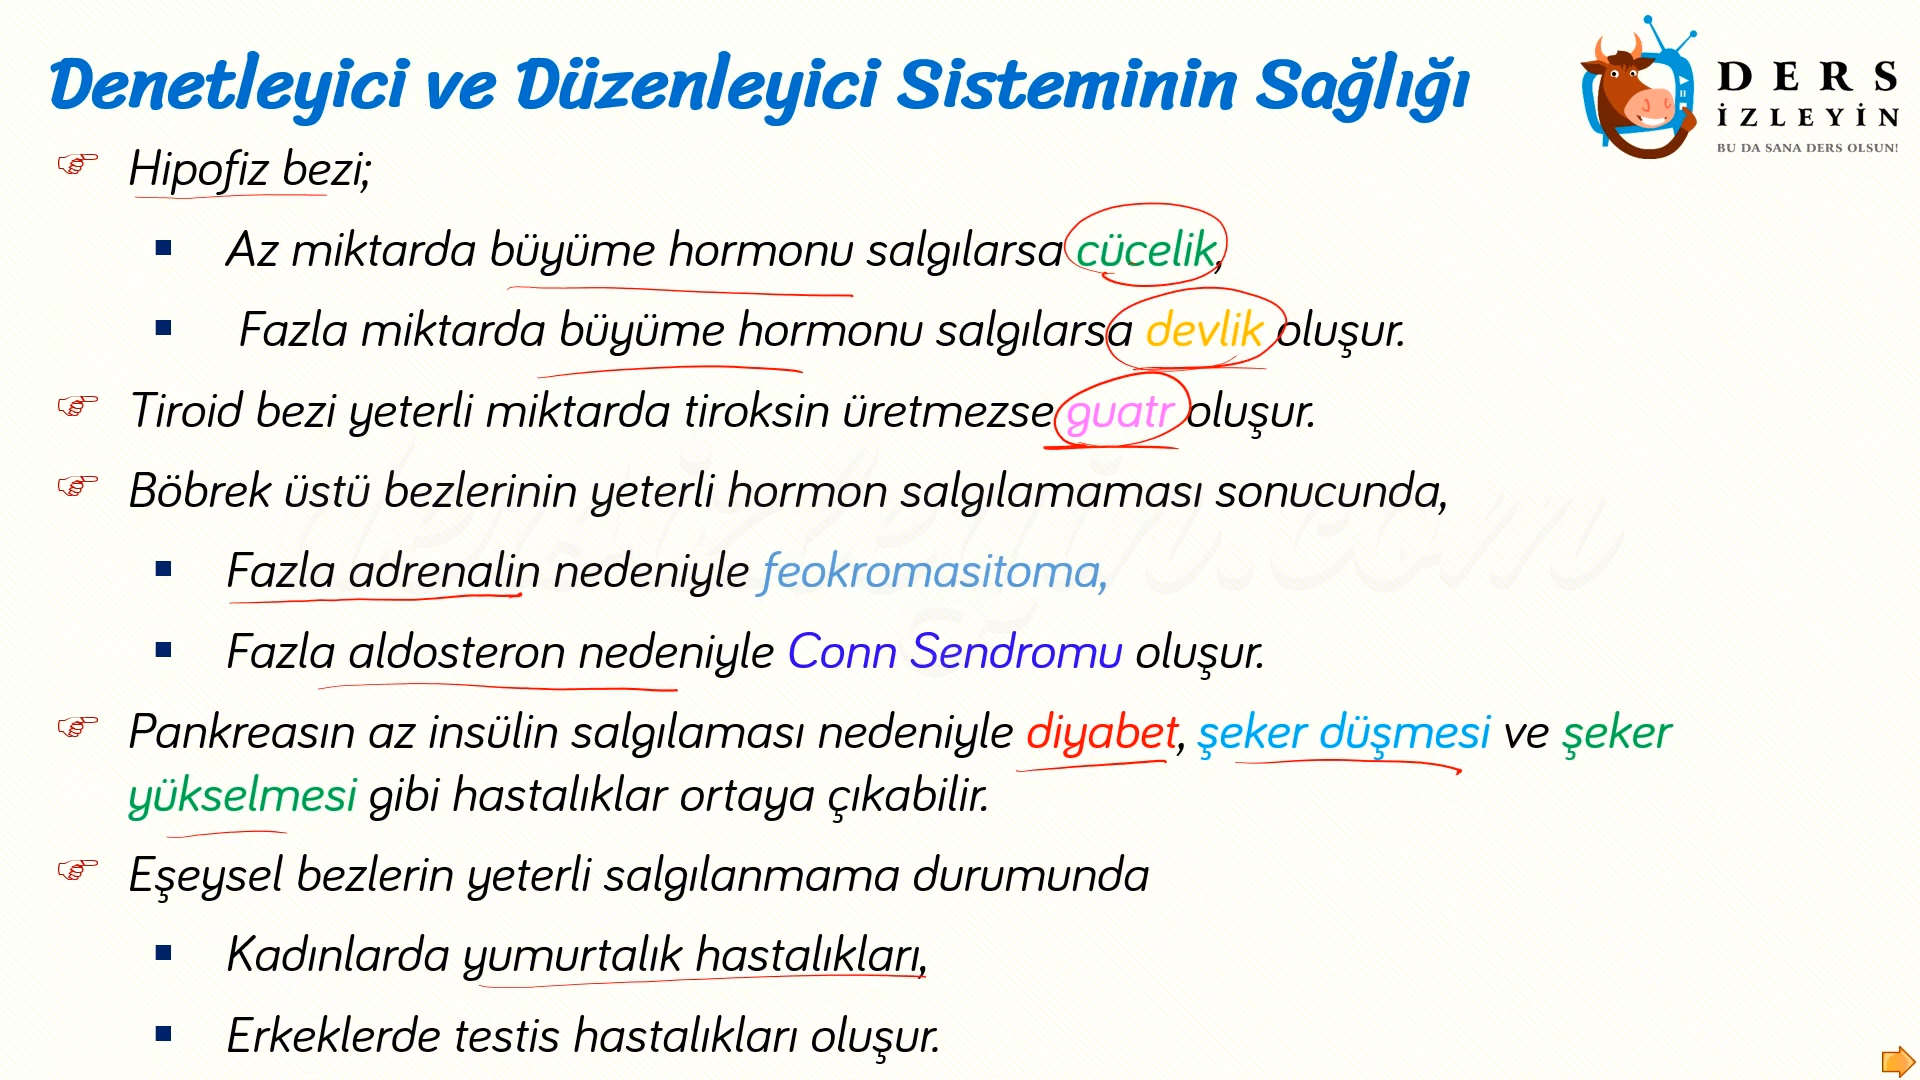 Denetleyici ve Düzenleyici Sisteminin Sağlığı
DERS
İZLEYİN
BU DA SANA DERS OLSUN!
Hipofiz bezi;
Az miktarda büyüme hormonu salgılarsa cücelik,
Fazla miktarda büyüme hormonu salgılarsa devlik oluşur.
Tiroid bezi yeterli miktarda tiroksin üretmezse guatr oluşur.
Böbrek üstü bezlerinin yeterli hormon salgılamaması sonucunda,
Fazla adrenalin nedeniyle feokromasitoma,
Fazla aldosteron nedeniyle Conn Sendromu oluşur.
Pankreasın az insülin salgılaması nedeniyle diyabet, şeker düşmesi ve şeker
yükselmesi gibi hastalıklar ortaya çıkabilir.
Eşeysel bezlerin yeterli salgılanmama durumunda
Kadınlarda yumurtalık hastalıkları,
Erkeklerde testis hastalıkları oluşur.
dersizleyin.com